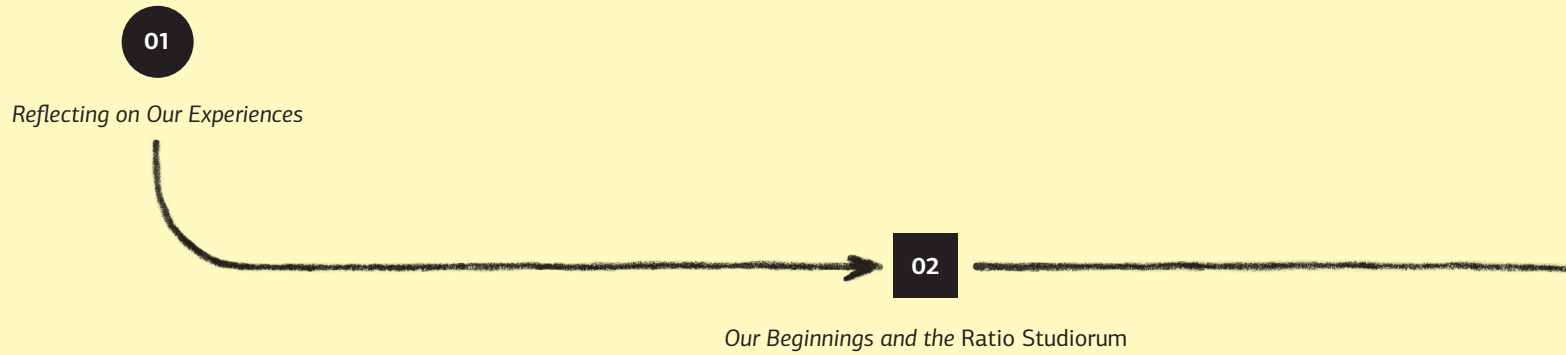 01
Reflecting on Our Experiences
02
Our Beginnings and the Ratio Studiorum